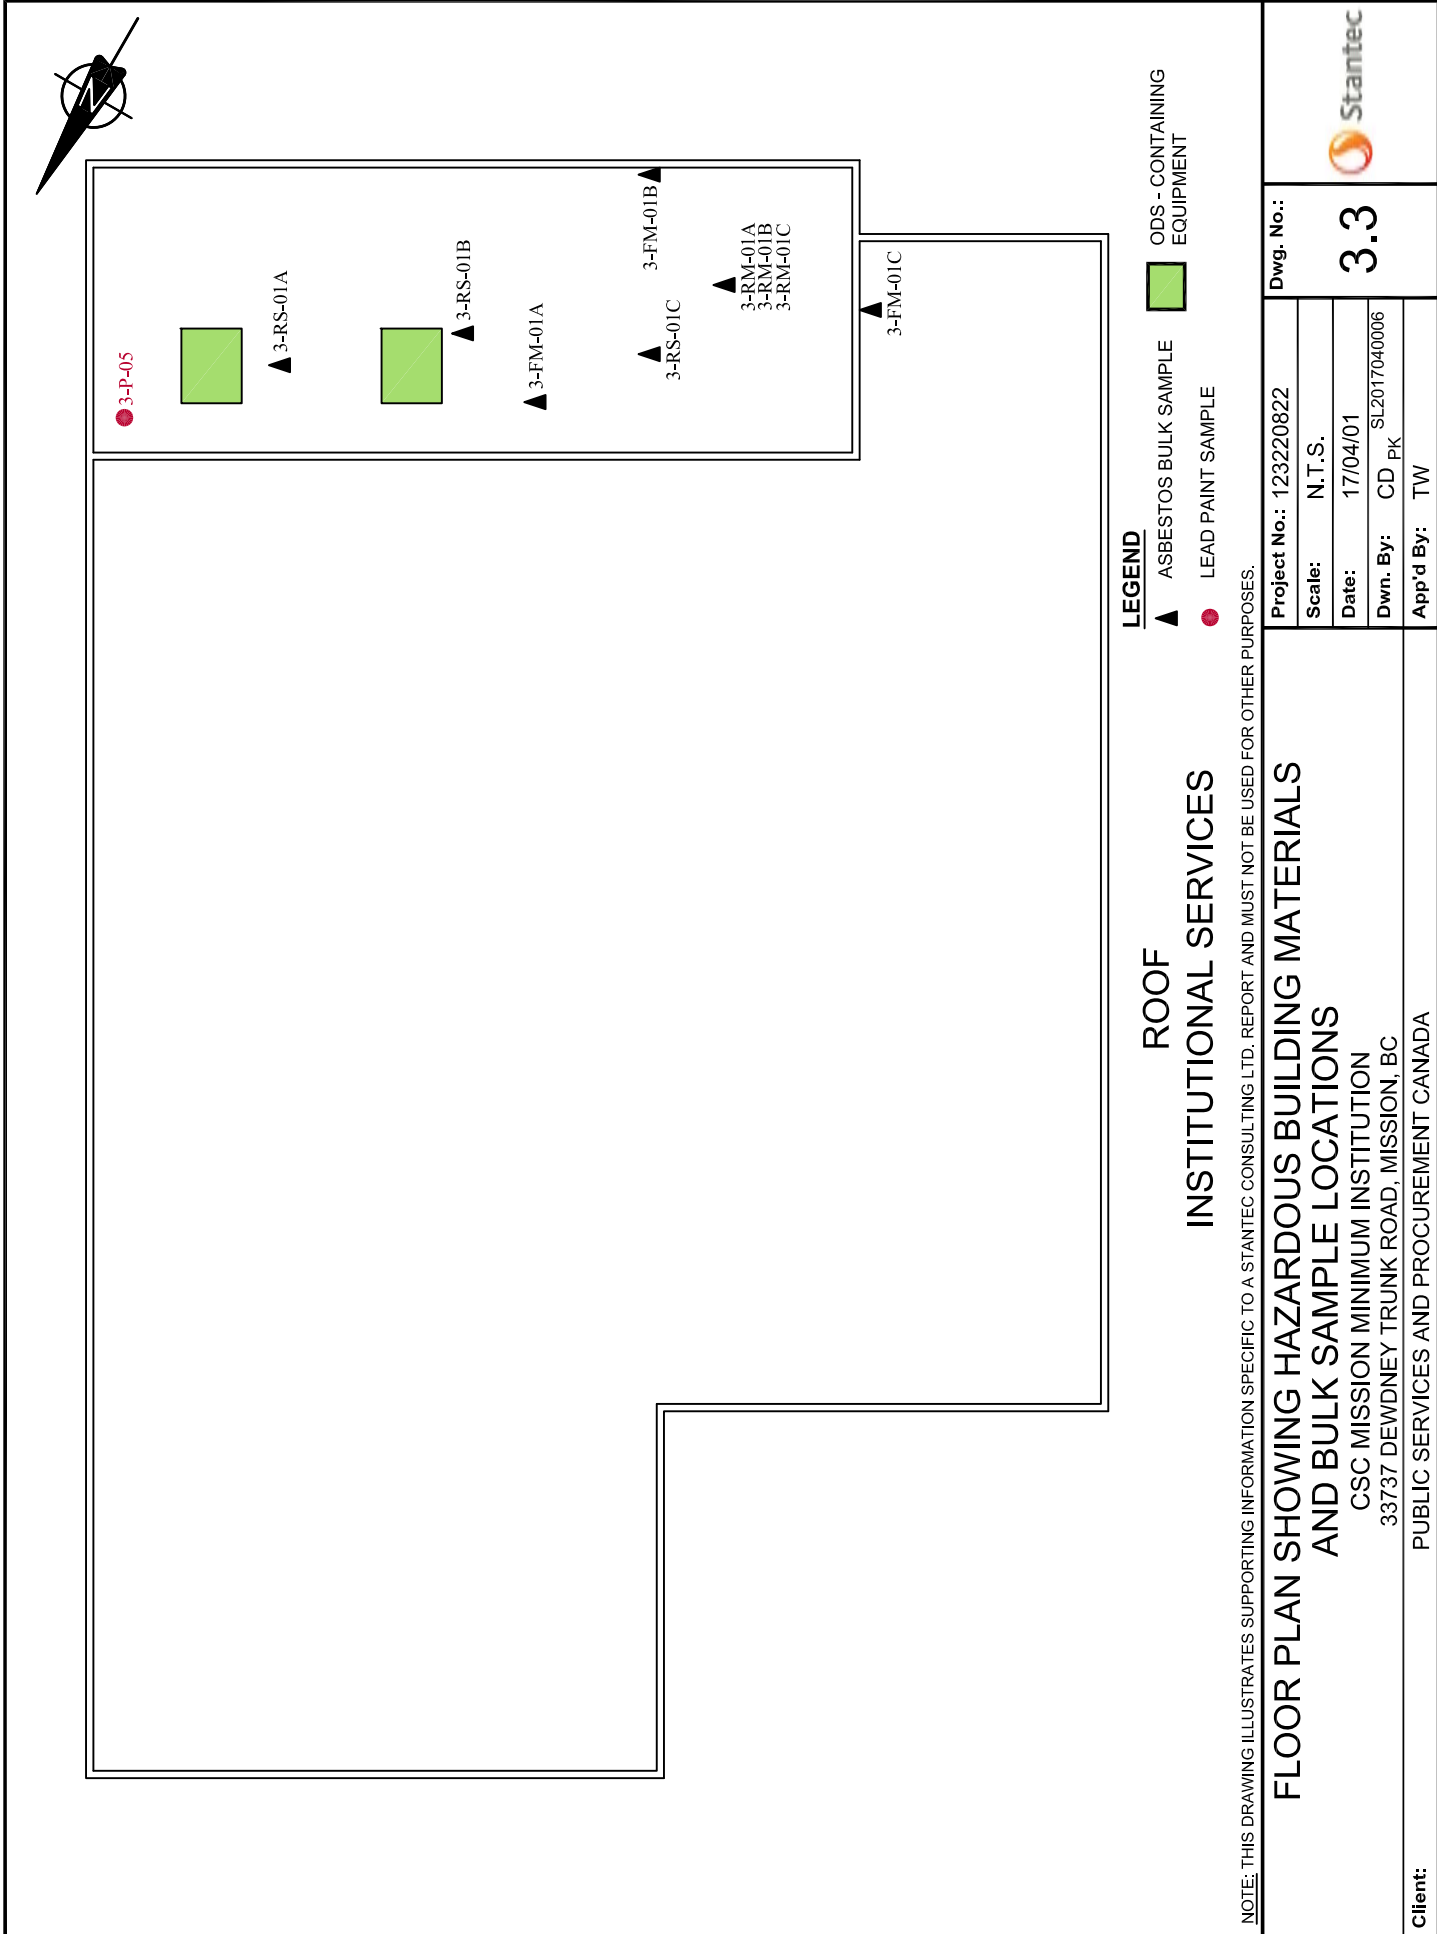 N
3-P-05
3-RS-01A
3-RS-01B
3-FM-01A
3-FM-01B
3-RS-01C
3-RM-01A
3-RM-01B
3-RM-01C
3-FM-01C
ROOF
INSTITUTIONAL SERVICES
LEGEND
ASBESTOS BULK SAMPLE
LEAD PAINT SAMPLE
ODS - CONTAINING
EQUIPMENT
NOTE: THIS DRAWING ILLUSTRATES SUPPORTING INFORMATION SPECIFIC TO A STANTEC CONSULTING LTD. REPORT AND MUST NOT BE USED FOR OTHER PURPOSES.
FLOOR PLAN SHOWING HAZARDOUS BUILDING MATERIALS
AND BULK SAMPLE LOCATIONS
CSC MISSION MINIMUM INSTITUTION
33737 DEWDNEY TRUNK ROAD, MISSION, BC
Client: PUBLIC SERVICES AND PROCUREMENT CANADA
Project No.: 123220822
Scale: N.T.S.
Date: 17/04/01
Dwn. By: CD PK SL2017040006
App'd By: TW
Dwg. No.:
3.3
Stantec